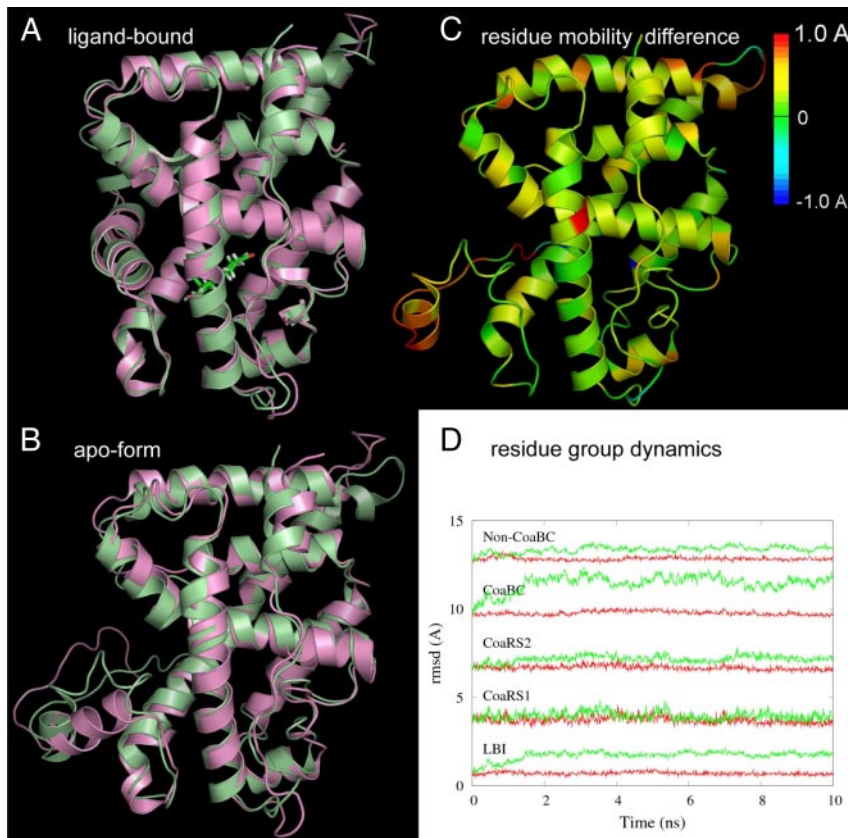 A
ligand-bound
C
residue mobility difference
1.0 A
0
-1.0 A
B
apo-form
D
residue group dynamics
15
10
5
0
rmsd (A)
Non-CoaBC
CoaBC
CoaRS2
CoaRS1
LBI
0 2 4 6 8 10
Time (ns)